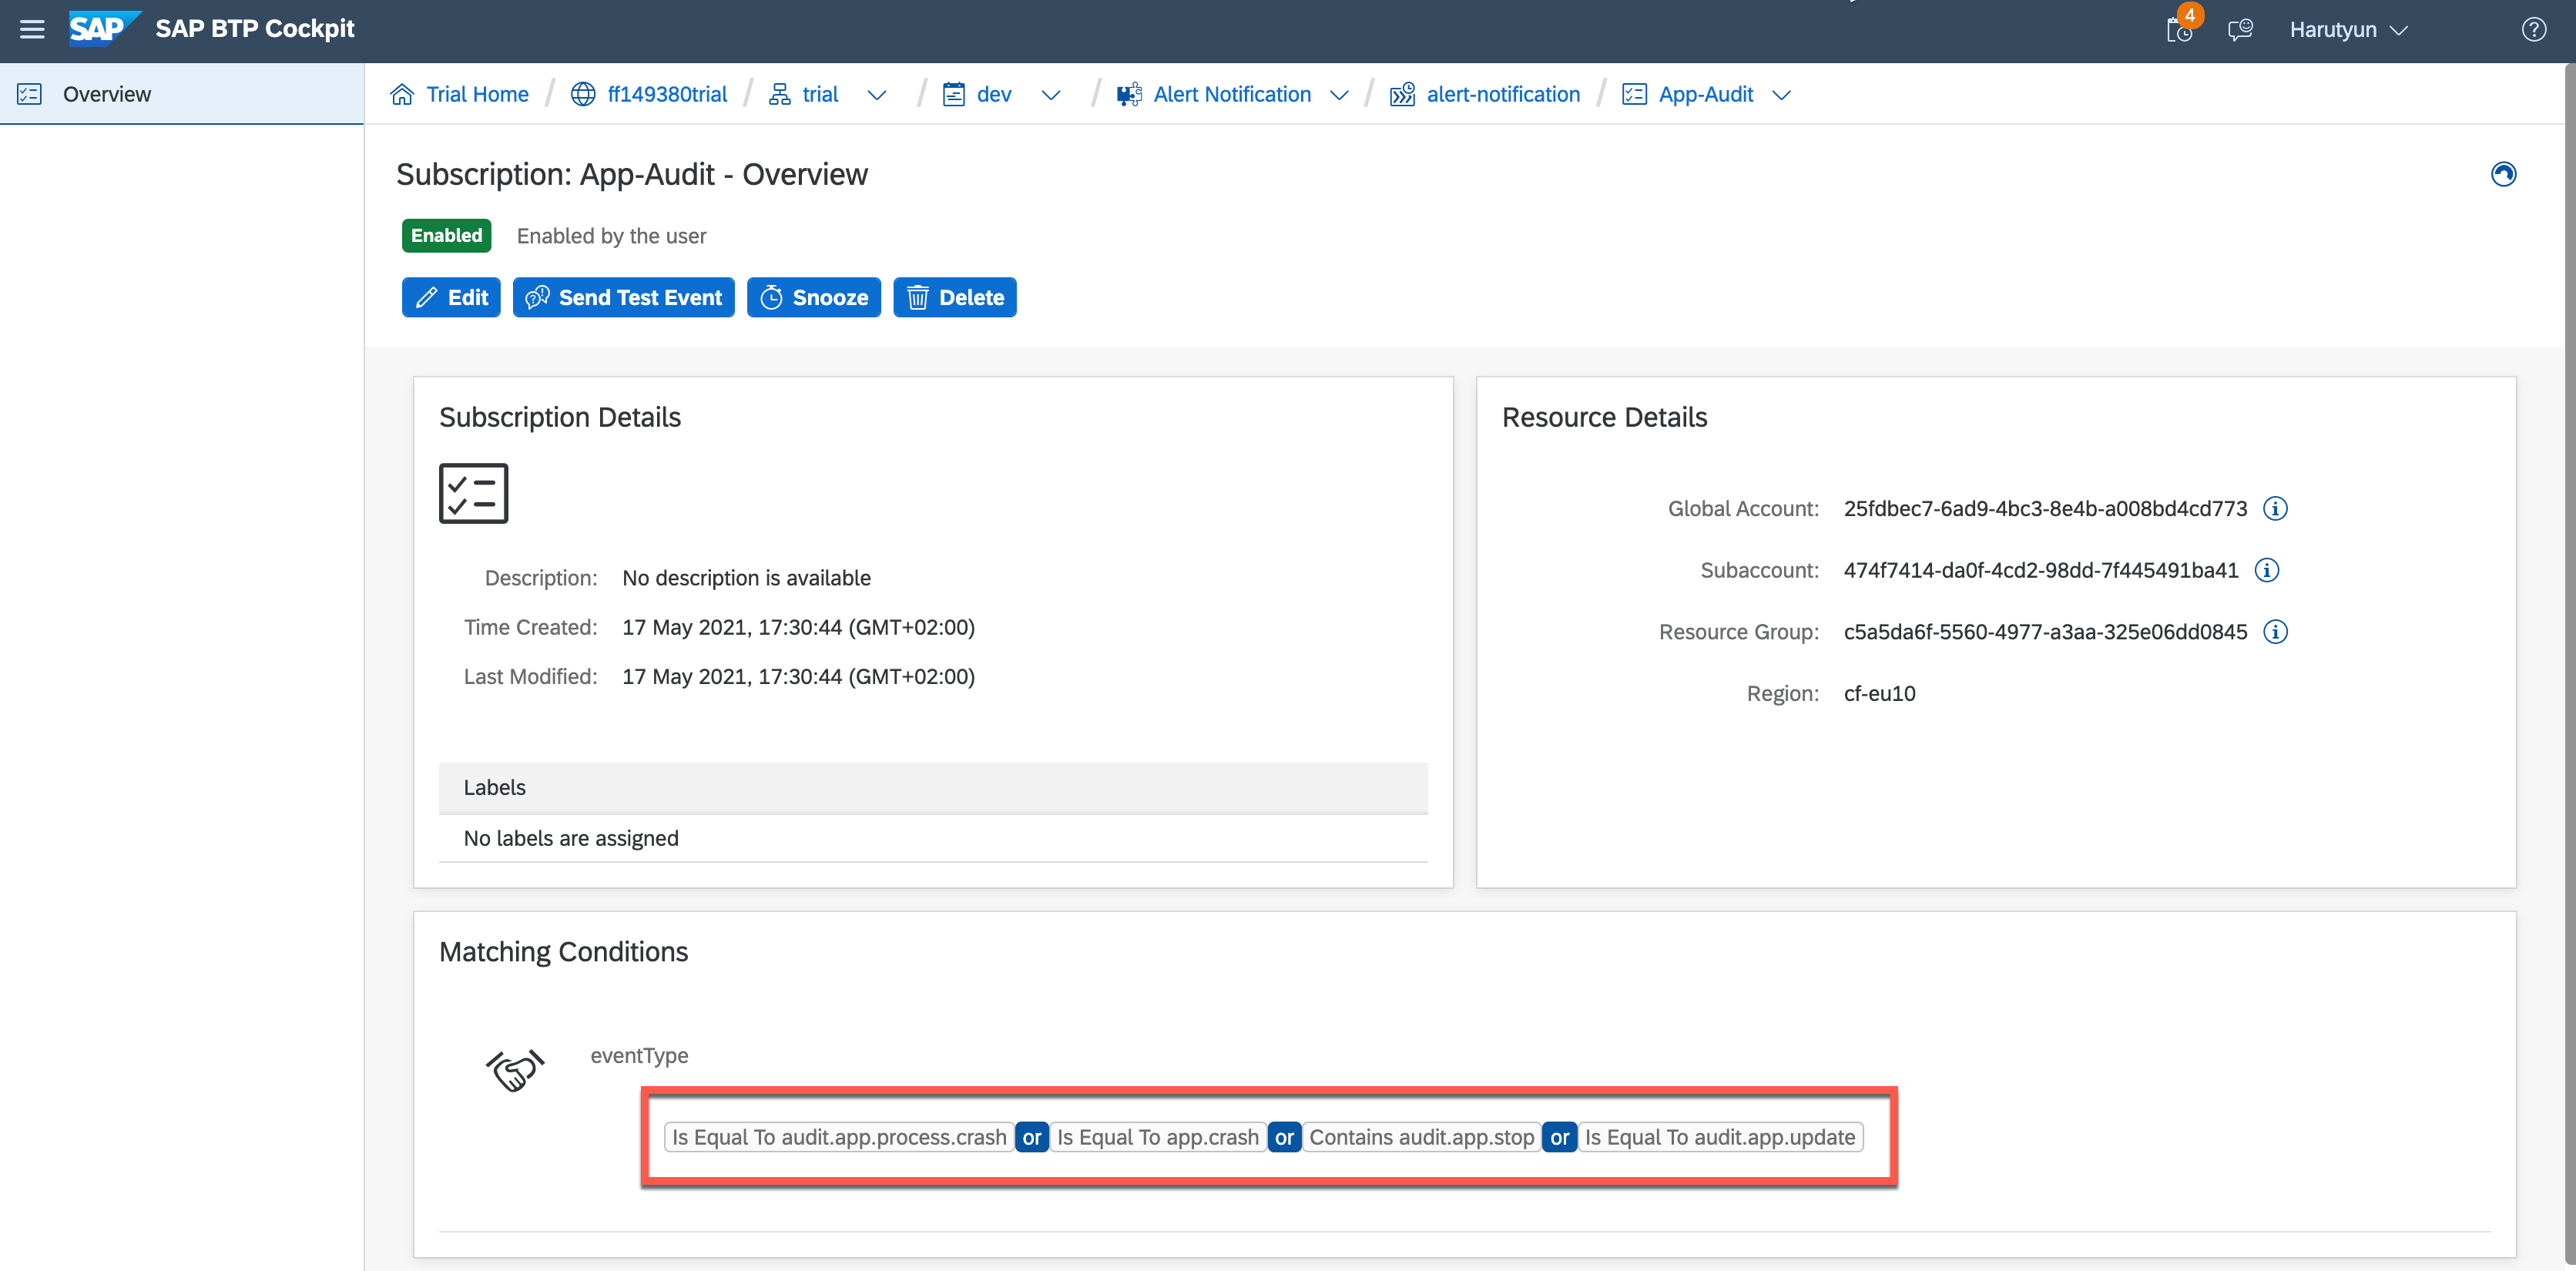 SAP SAP BTP Cockpit 4 Harutyun
Overview
Trial Home / ff149380trial / trial / dev / Alert Notification / alert-notification / App-Audit
Subscription: App-Audit - Overview
Enabled Enabled by the user
Edit Send Test Event Snooze Delete
Subscription Details
Description: No description is available
Time Created: 17 May 2021, 17:30:44 (GMT+02:00)
Last Modified: 17 May 2021, 17:30:44 (GMT+02:00)
Labels
No labels are assigned
Resource Details
Global Account: 25fdbec7-6ad9-4bc3-8e4b-a008bd4cd773
Subaccount: 474f7414-da0f-4cd2-98dd-7f445491ba41
Resource Group: c5a5da6f-5560-4977-a3aa-325e06dd0845
Region: cf-eu10
Matching Conditions
eventType
Is Equal To audit.app.process.crash or Is Equal To app.crash or Contains audit.app.stop or Is Equal To audit.app.update